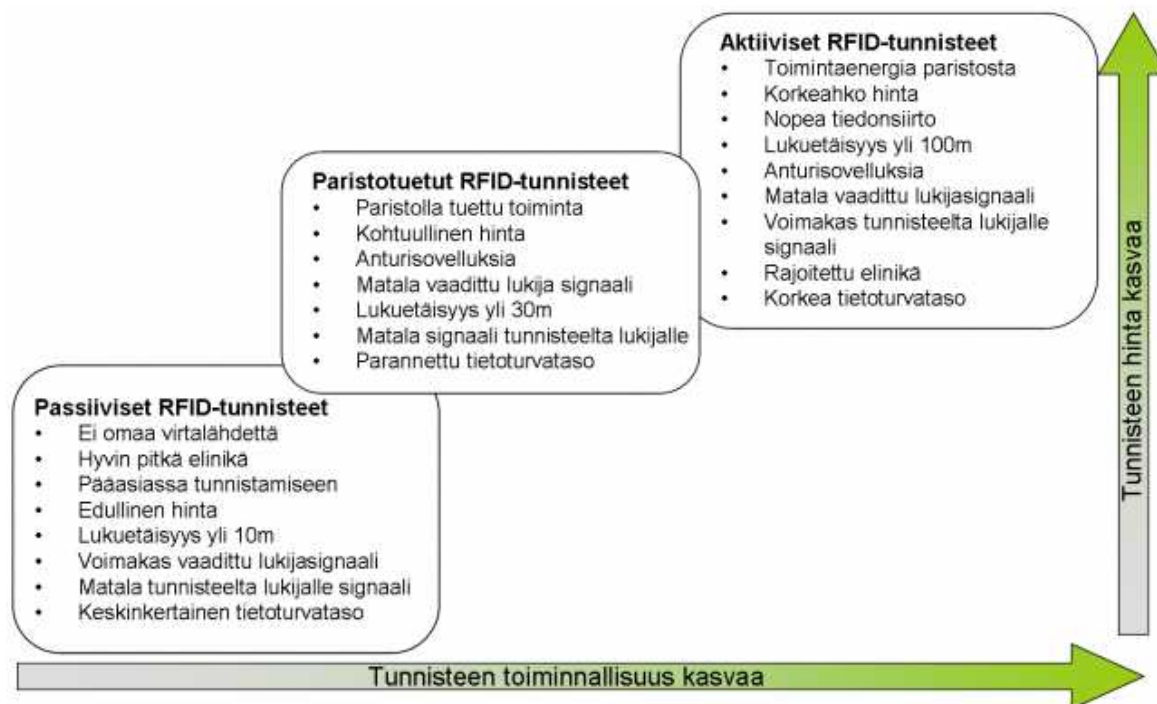 Aktiiviset RFID-tunnisteet
• Toimintaenergia paristosta
• Korkeahko hinta
• Nopea tiedonsiirto
• Lukuetäisyys yli 100m
• Anturisovelluksia
• Matala vaadittu lukijasignaali
• Voimakas tunnisteelta lukijalle
signaali
• Rajoitettu elinikä
• Korkea tietoturvataso
Paristotuetut RFID-tunnisteet
• Paristolla tuettu toiminta
• Kohtuullinen hinta
• Anturisovelluksia
• Matala vaadittu lukija signaali
• Lukuetäisyys yli 30m
• Matala signaali tunnisteelta lukijalle
• Parannettu tietoturvataso
Passiiviset RFID-tunnisteet
• Ei omaa virtalähdettä
• Hyvin pitkä elinikä
• Pääasiassa tunnistamiseen
• Edullinen hinta
• Lukuetäisyys yli 10m
• Voimakas vaadittu lukijasignaali
• Matala tunnisteelta lukijalle signaali
• Keskinkertainen tietoturvataso
Tunnisteen hinta kasvaa
Tunnisteen toiminnallisuus kasvaa